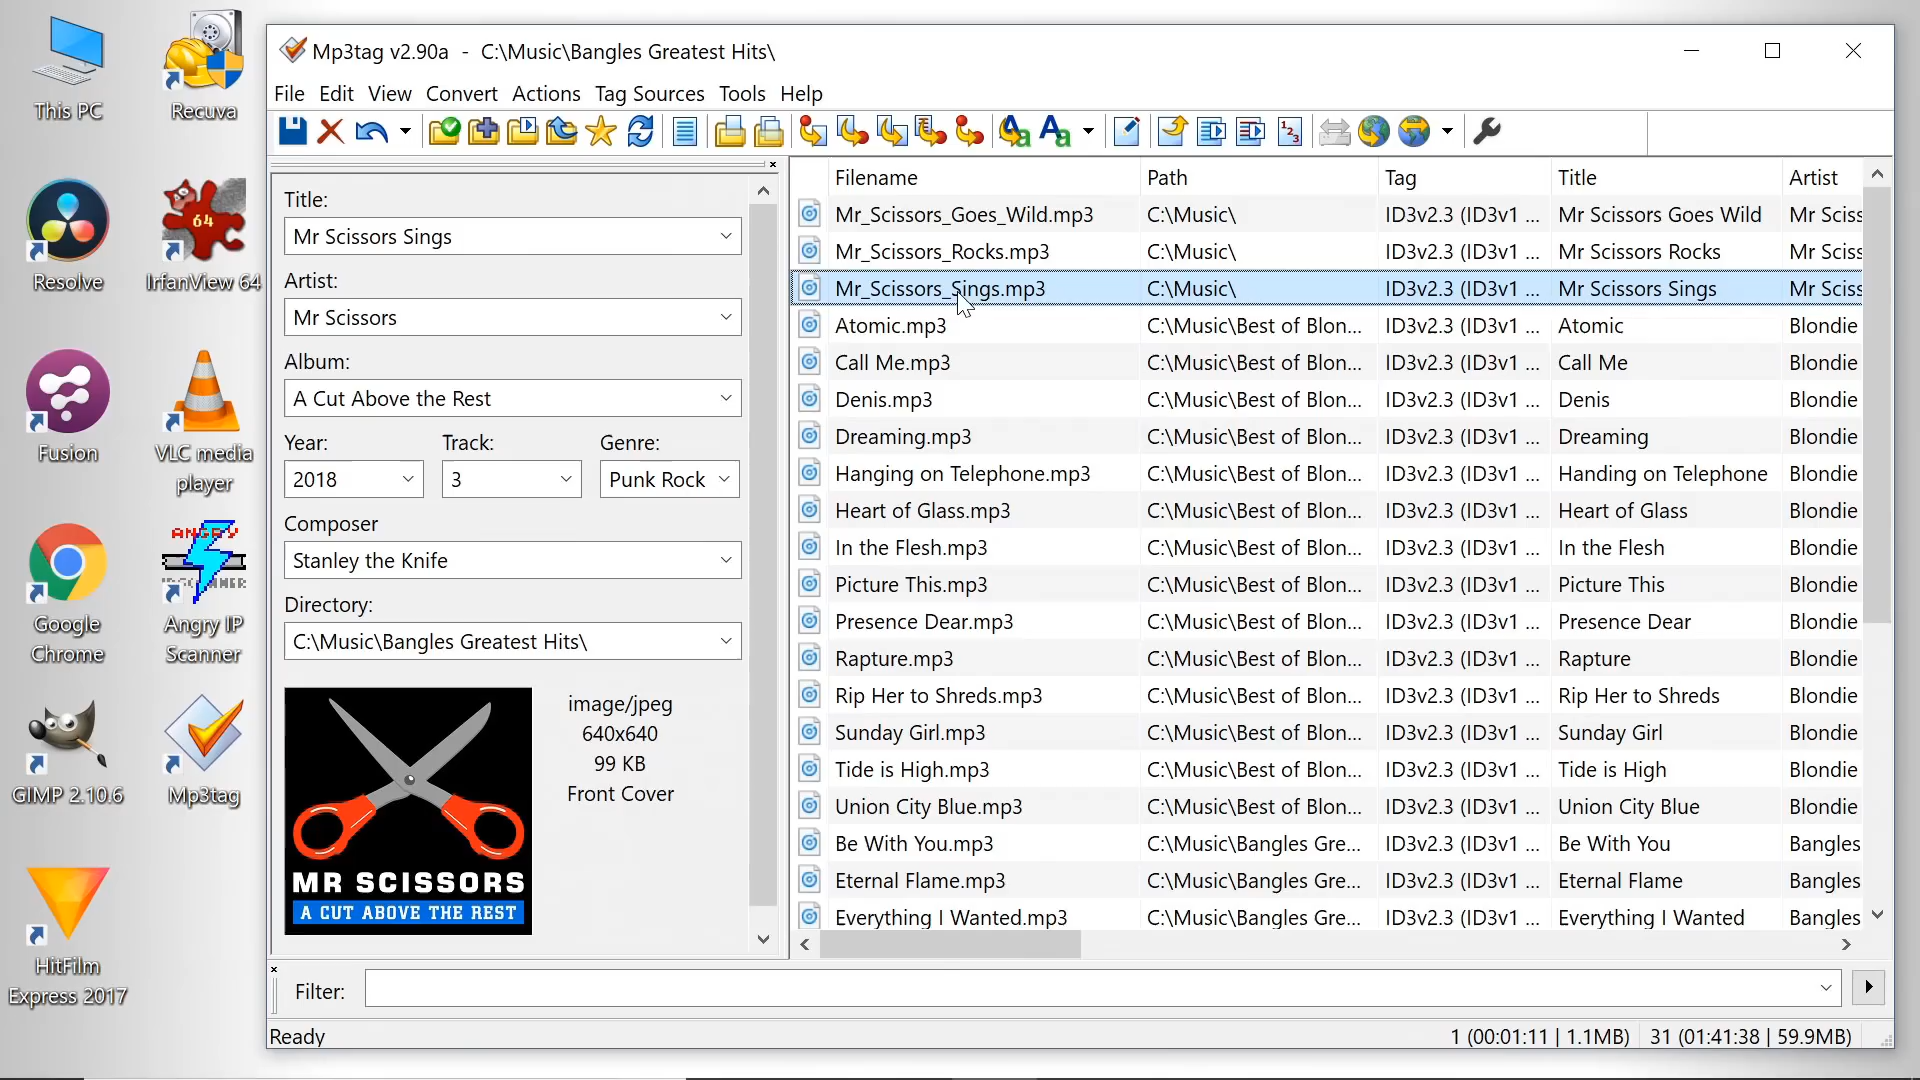 This PC
Recuva
Resolve
IrfanView 64
64
Fusion
VLC media
player
Google
Chrome
ANGRY
IP
Angry IP
Scanner
GIMP 2.10.6
Mp3tag
HitFilm
Express 2017
Mp3tag v2.90a - C:\Music\Bangles Greatest Hits\
File Edit View Convert Actions Tag Sources Tools Help
Title:
Mr Scissors Sings
Artist:
Mr Scissors
Album:
A Cut Above the Rest
Year: Track: Genre:
2018 3 Punk Rock
Composer
Stanley the Knife
Directory:
C:\Music\Bangles Greatest Hits\
MR SCISSORS
A CUT ABOVE THE REST
image/jpeg
640x640
99 KB
Front Cover
Filename Path Tag Title Artist
Mr_Scissors_Goes_Wild.mp3 C:\Music\ ID3v2.3 (ID3v1 ... Mr Scissors Goes Wild Mr Sciss
Mr_Scissors_Rocks.mp3 C:\Music\ ID3v2.3 (ID3v1 ... Mr Scissors Rocks Mr Sciss
Mr_Scissors_Sings.mp3 C:\Music\ ID3v2.3 (ID3v1 ... Mr Scissors Sings Mr Sciss
Atomic.mp3 C:\Music\Best of Blon... ID3v2.3 (ID3v1 ... Atomic Blondie
Call Me.mp3 C:\Music\Best of Blon... ID3v2.3 (ID3v1 ... Call Me Blondie
Denis.mp3 C:\Music\Best of Blon... ID3v2.3 (ID3v1 ... Denis Blondie
Dreaming.mp3 C:\Music\Best of Blon... ID3v2.3 (ID3v1 ... Dreaming Blondie
Hanging on Telephone.mp3 C:\Music\Best of Blon... ID3v2.3 (ID3v1 ... Handing on Telephone Blondie
Heart of Glass.mp3 C:\Music\Best of Blon... ID3v2.3 (ID3v1 ... Heart of Glass Blondie
In the Flesh.mp3 C:\Music\Best of Blon... ID3v2.3 (ID3v1 ... In the Flesh Blondie
Picture This.mp3 C:\Music\Best of Blon... ID3v2.3 (ID3v1 ... Picture This Blondie
Presence Dear.mp3 C:\Music\Best of Blon... ID3v2.3 (ID3v1 ... Presence Dear Blondie
Rapture.mp3 C:\Music\Best of Blon... ID3v2.3 (ID3v1 ... Rapture Blondie
Rip Her to Shreds.mp3 C:\Music\Best of Blon... ID3v2.3 (ID3v1 ... Rip Her to Shreds Blondie
Sunday Girl.mp3 C:\Music\Best of Blon... ID3v2.3 (ID3v1 ... Sunday Girl Blondie
Tide is High.mp3 C:\Music\Best of Blon... ID3v2.3 (ID3v1 ... Tide is High Blondie
Union City Blue.mp3 C:\Music\Best of Blon... ID3v2.3 (ID3v1 ... Union City Blue Blondie
Be With You.mp3 C:\Music\Bangles Gre... ID3v2.3 (ID3v1 ... Be With You Bangles
Eternal Flame.mp3 C:\Music\Bangles Gre... ID3v2.3 (ID3v1 ... Eternal Flame Bangles
Everything I Wanted.mp3 C:\Music\Bangles Gre... ID3v2.3 (ID3v1 ... Everything I Wanted Bangles
Filter:
Ready 1 (00:01:11 | 1.1MB) 31 (01:41:38 | 59.9MB)